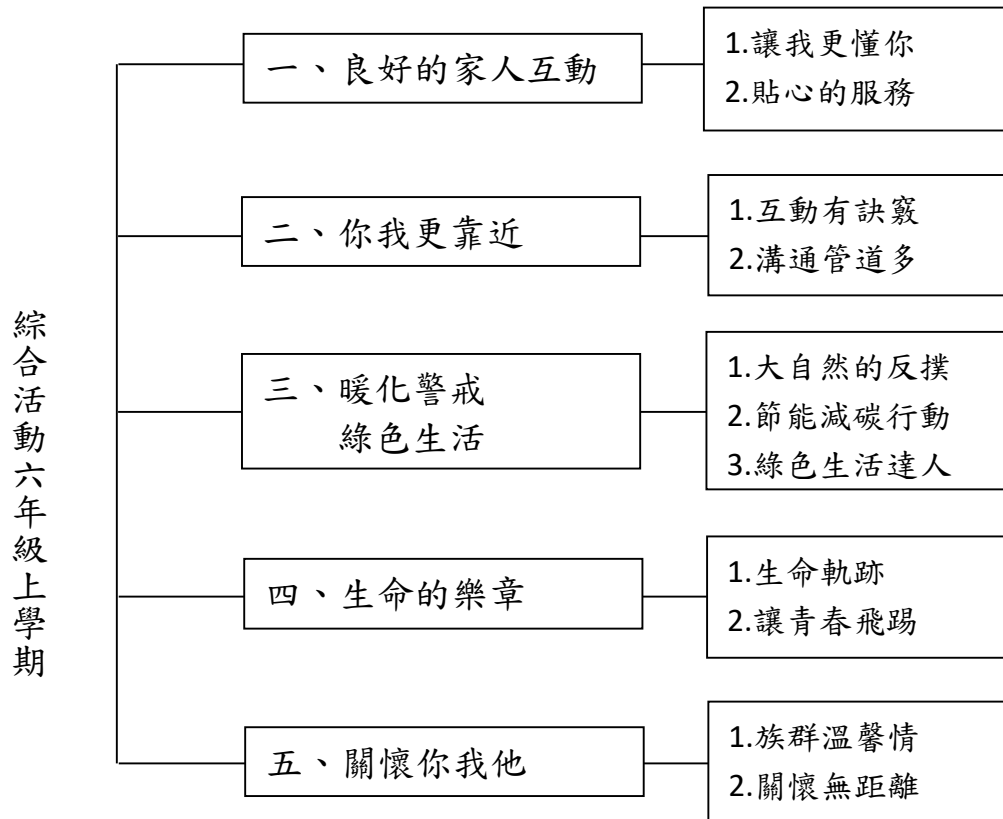 綜合活動六年級上學期
一、良好的家人互動
1.讓我更懂你
2.貼心的服務
二、你我更靠近
1.互動有訣竅
2.溝通管道多
三、暖化警戒
綠色生活
1.大自然的反撲
2.節能減碳行動
3.綠色生活達人
四、生命的樂章
1.生命軌跡
2.讓青春飛踢
五、關懷你我他
1.族群溫馨情
2.關懷無距離